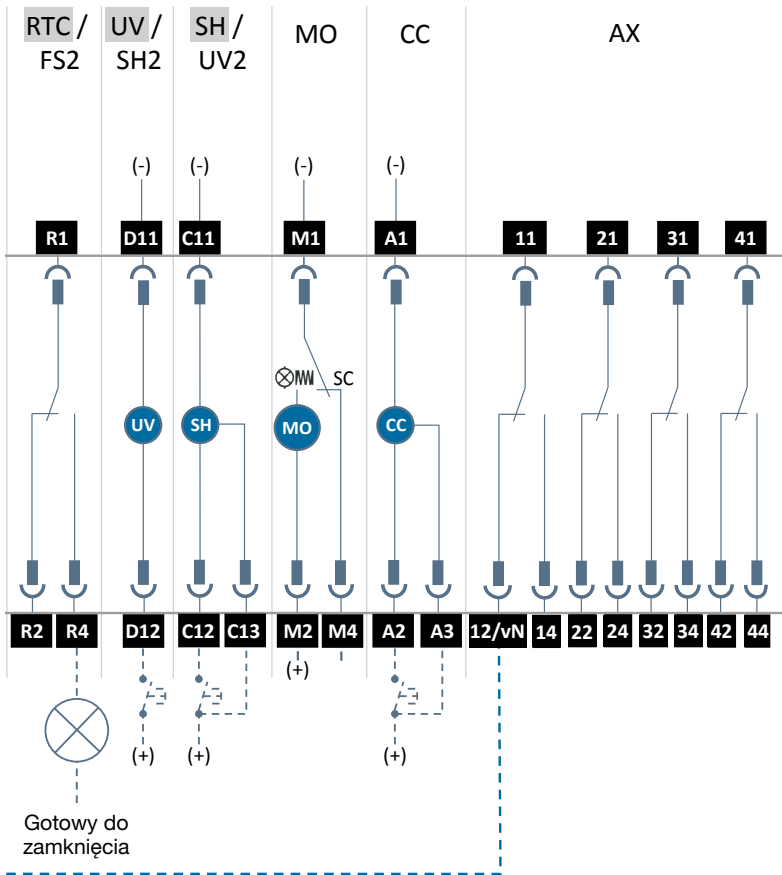 RTC / UV / SH / MO CC AX
FS2 SH2 UV2
(-) (-) (-) (-)
R1 D11 C11 M1 A1 11 21 31 41
SC
UV SH MO CC
R2 R4 D12 C12 C13 M2 M4 A2 A3 12/vN 14 22 24 32 34 42 44
(+)
(+) (+) (+)
Gotowy do
zamknięcia